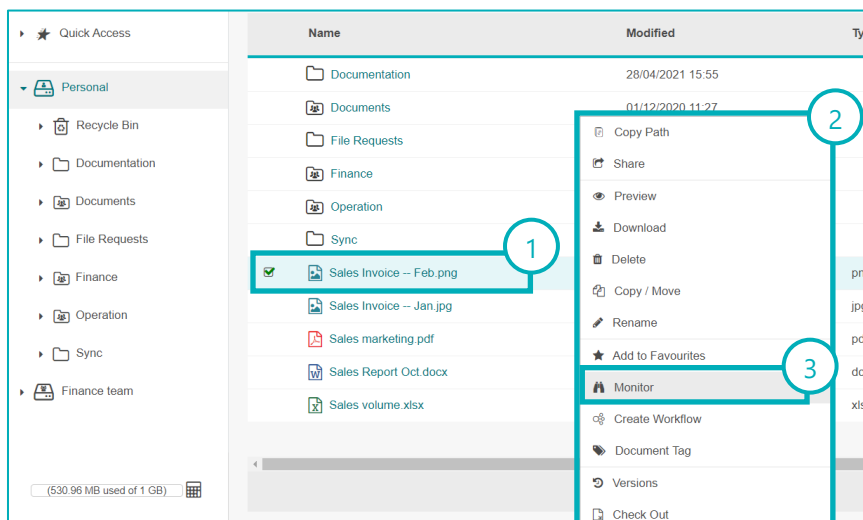 Quick Access
Personal
Recycle Bin
Documentation
Documents
File Requests
Finance
Operation
Sync
Finance team
(530.96 MB used of 1 GB)
Name Modified Ty
Documentation 28/04/2021 15:55
Documents 01/12/2020 11:27
File Requests
Finance
Operation
Sync
Sales Invoice -- Feb.png
Sales Invoice -- Jan.jpg
Sales marketing.pdf
Sales Report Oct.docx
Sales volume.xlsx
1
2
Copy Path
Share
Preview
Download
Delete
Copy / Move
Rename
Add to Favourites
3
Monitor
Create Workflow
Document Tag
Versions
Check Out